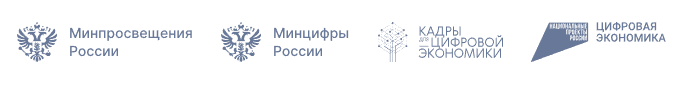 Минпросвещения
России
Минцифры
России
КАДРЫ
ДЛЯ ЦИФРОВОЙ
ЭКОНОМИКИ
НАЦИОНАЛЬНЫЕ
ПРОЕКТЫ
РОССИИ
ЦИФРОВАЯ
ЭКОНОМИКА